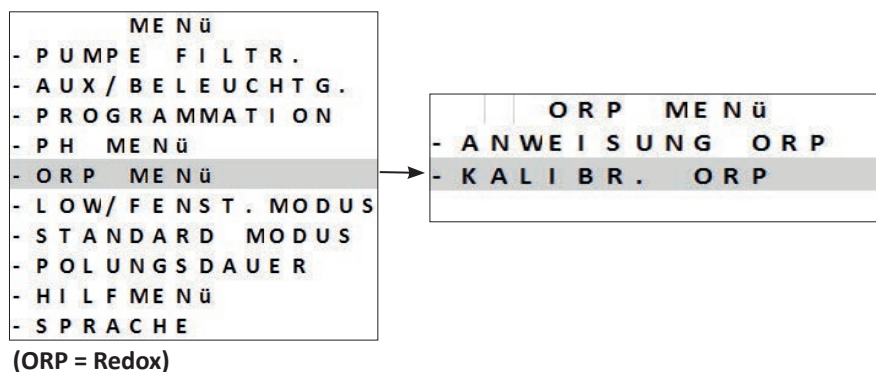 MENü
- PUMPE FILTR.
- AUX/BELEUCHTG.
- PROGRAMMATION
- PH MENü
- ORP MENü
- LOW/FENST.MODUS
- STANDARD MODUS
- POLUNGSDAUER
- HILFMENü
- SPRACHE
(ORP = Redox)
ORP MENü
- ANWEISUNG ORP
- KALIBR. ORP